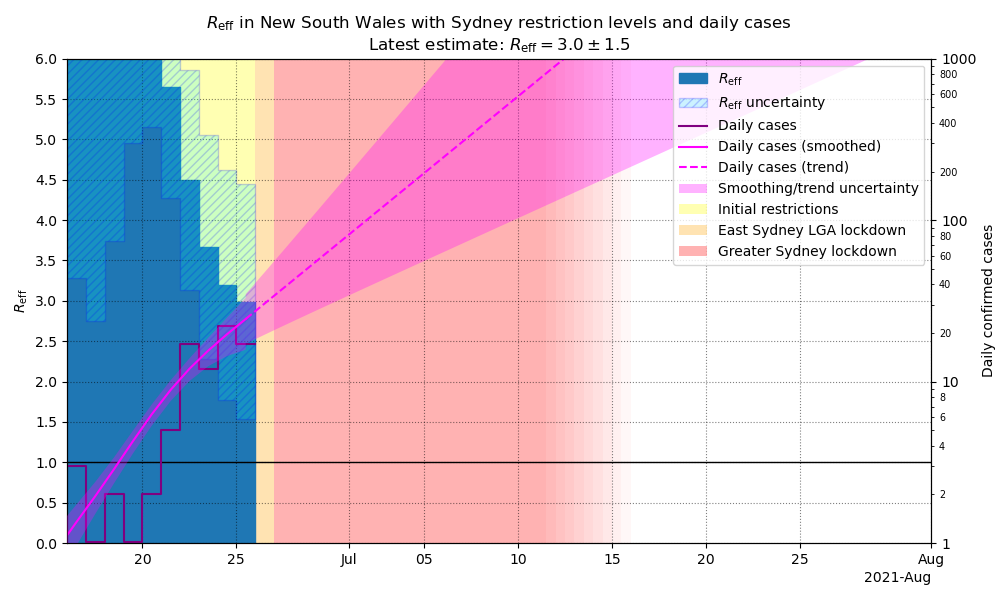 R_eff in New South Wales with Sydney restriction levels and daily cases
Latest estimate: R_eff = 3.0 ± 1.5
6.0
5.5
5.0
4.5
4.0
3.5
3.0
2.5
2.0
1.5
1.0
0.5
0.0
R_eff
R_eff
R_eff uncertainty
Daily cases
Daily cases (smoothed)
Daily cases (trend)
Smoothing/trend uncertainty
Initial restrictions
East Sydney LGA lockdown
Greater Sydney lockdown
1000
800
600
400
200
100
80
60
40
20
10
8
6
4
2
1
Daily confirmed cases
20 25 Jul 05 10 15 20 25 Aug
2021-Aug